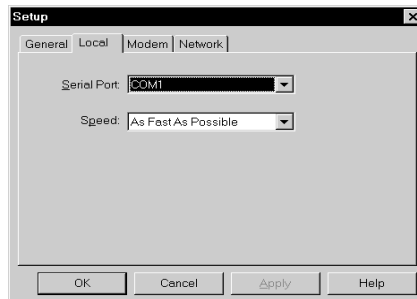 Setup
General Local Modem Network
Serial Port: COM1
Speed: As Fast As Possible
OK Cancel Apply Help